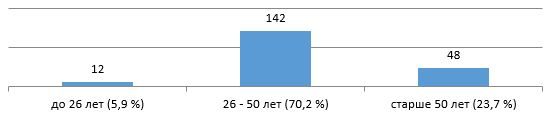 142
48
12
до 26 лет (5,9 %) 26 - 50 лет (70,2 %) старше 50 лет (23,7 %)